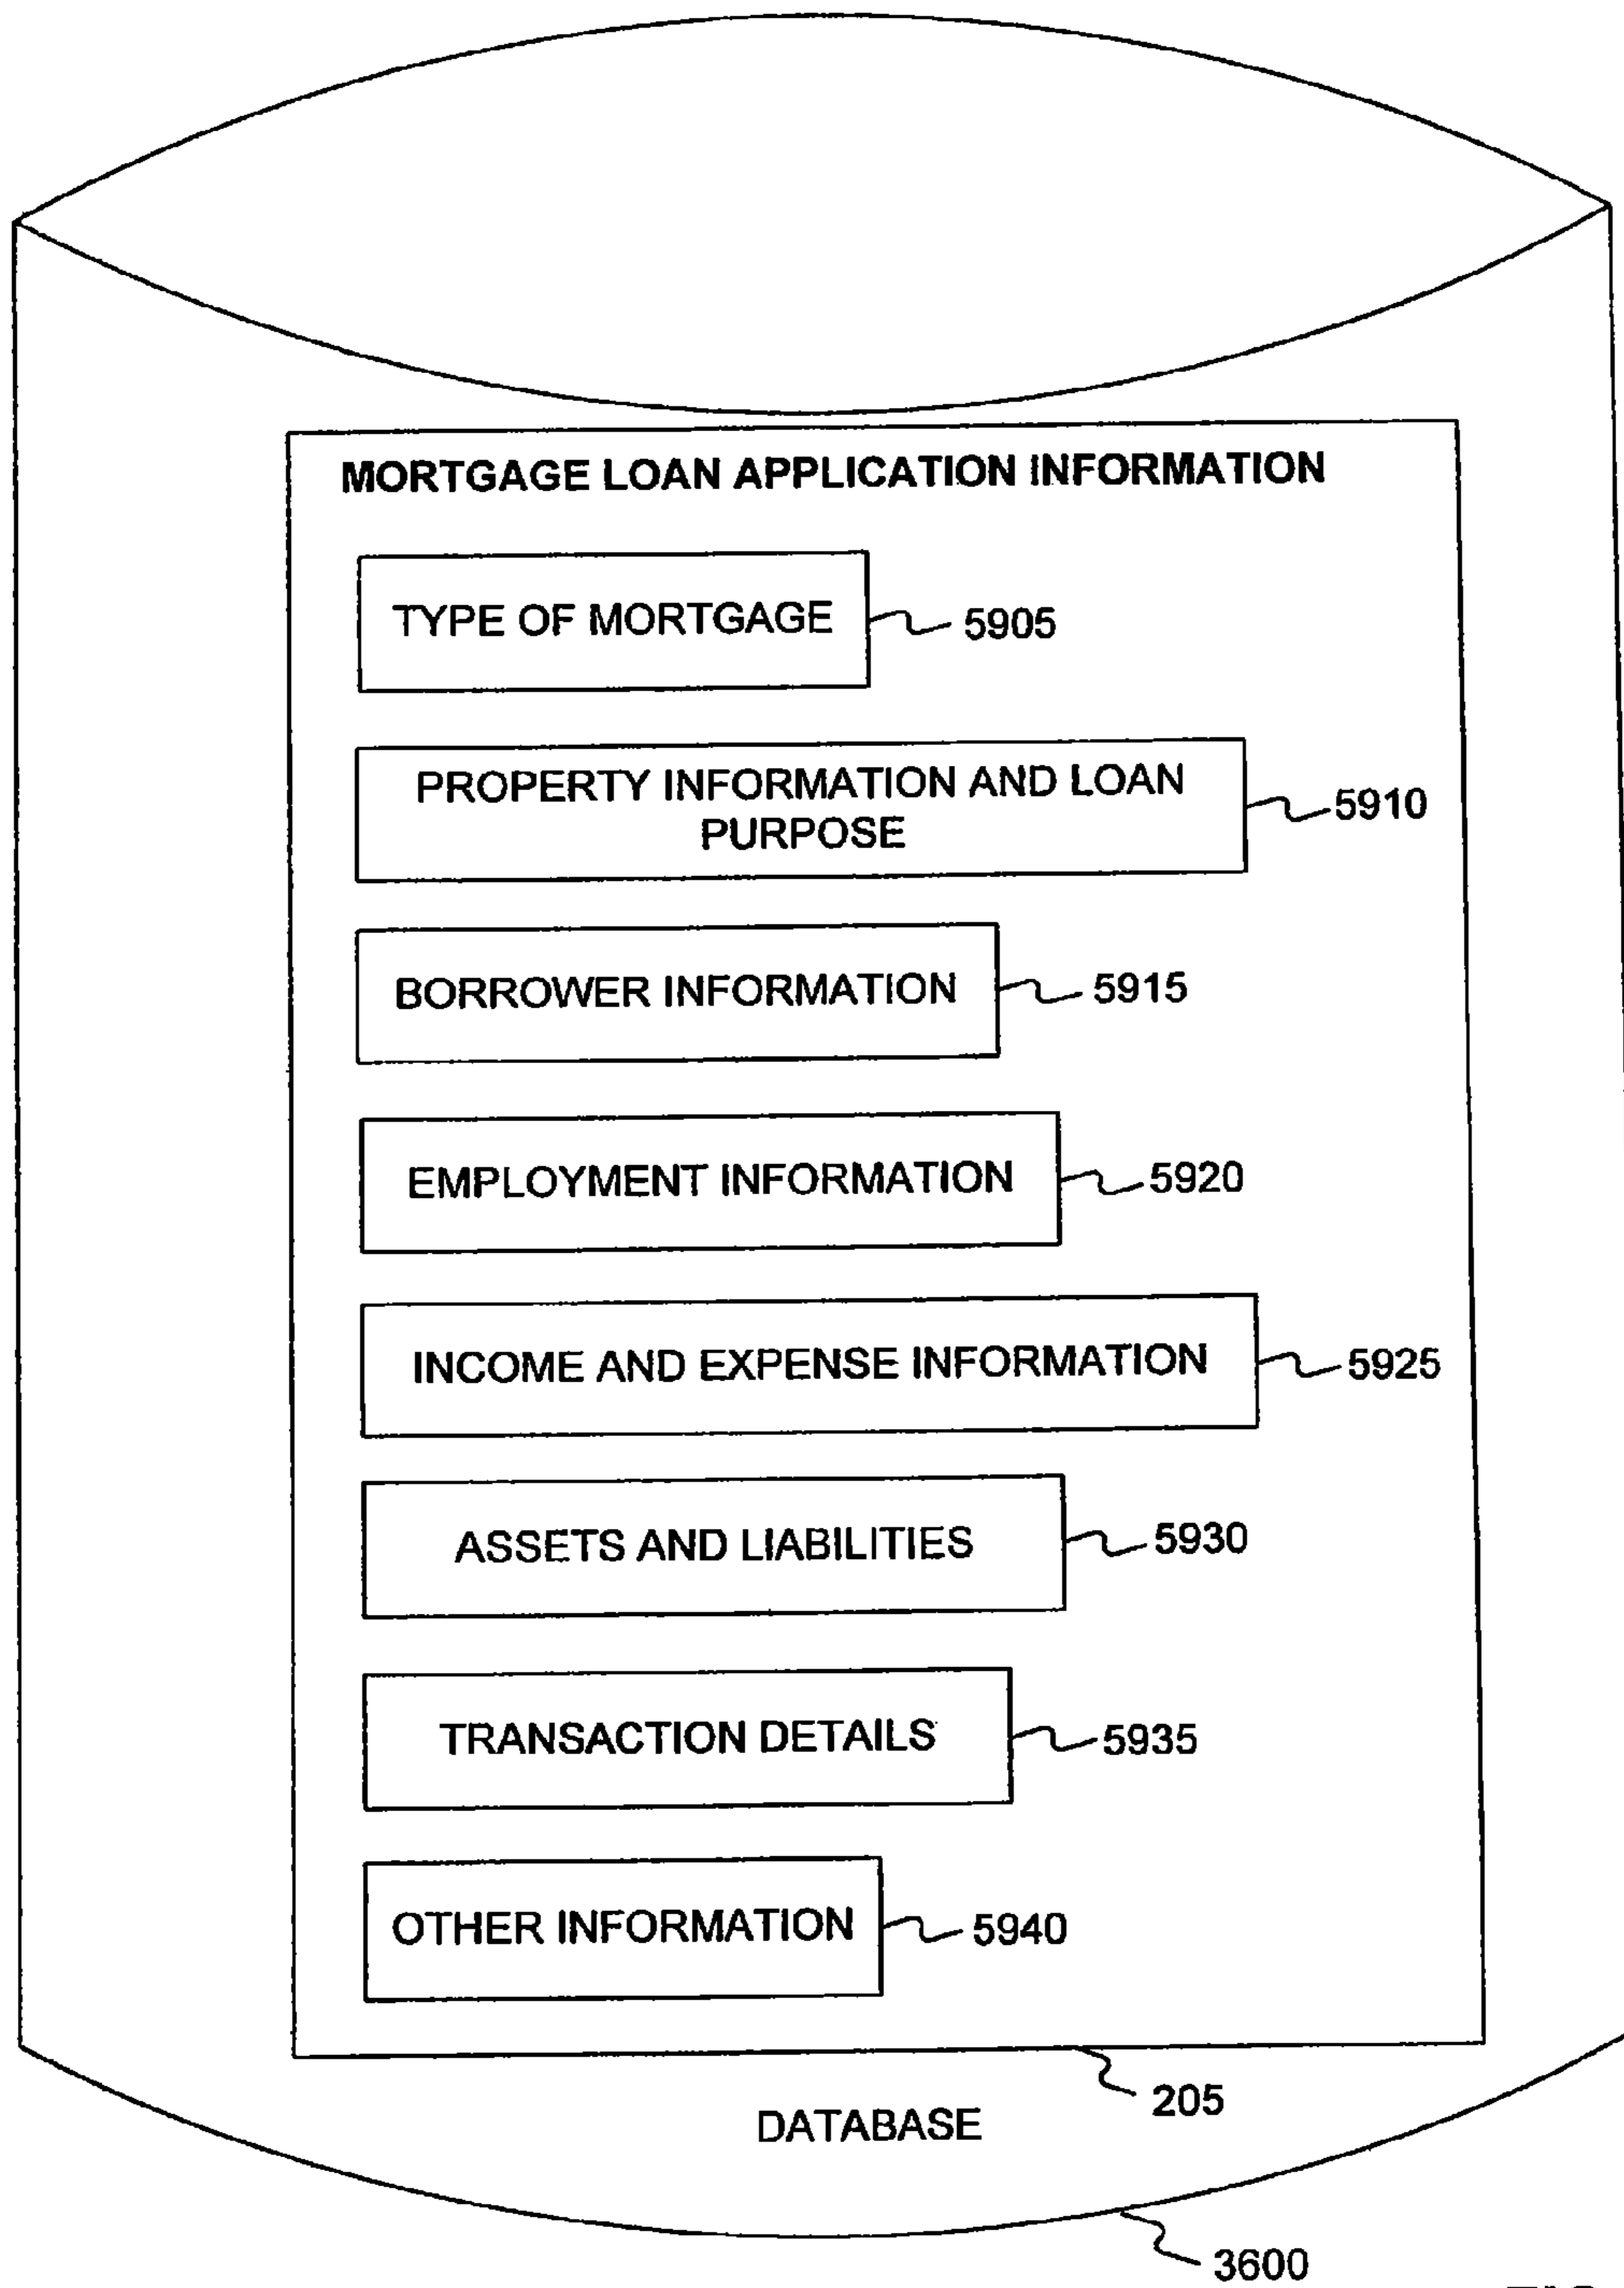 MORTGAGE LOAN APPLICATION INFORMATION
TYPE OF MORTGAGE
5905
PROPERTY INFORMATION AND LOAN
PURPOSE
5910
BORROWER INFORMATION
5915
EMPLOYMENT INFORMATION
5920
INCOME AND EXPENSE INFORMATION
5925
ASSETS AND LIABILITIES
5930
TRANSACTION DETAILS
5935
OTHER INFORMATION
5940
205
DATABASE
3600